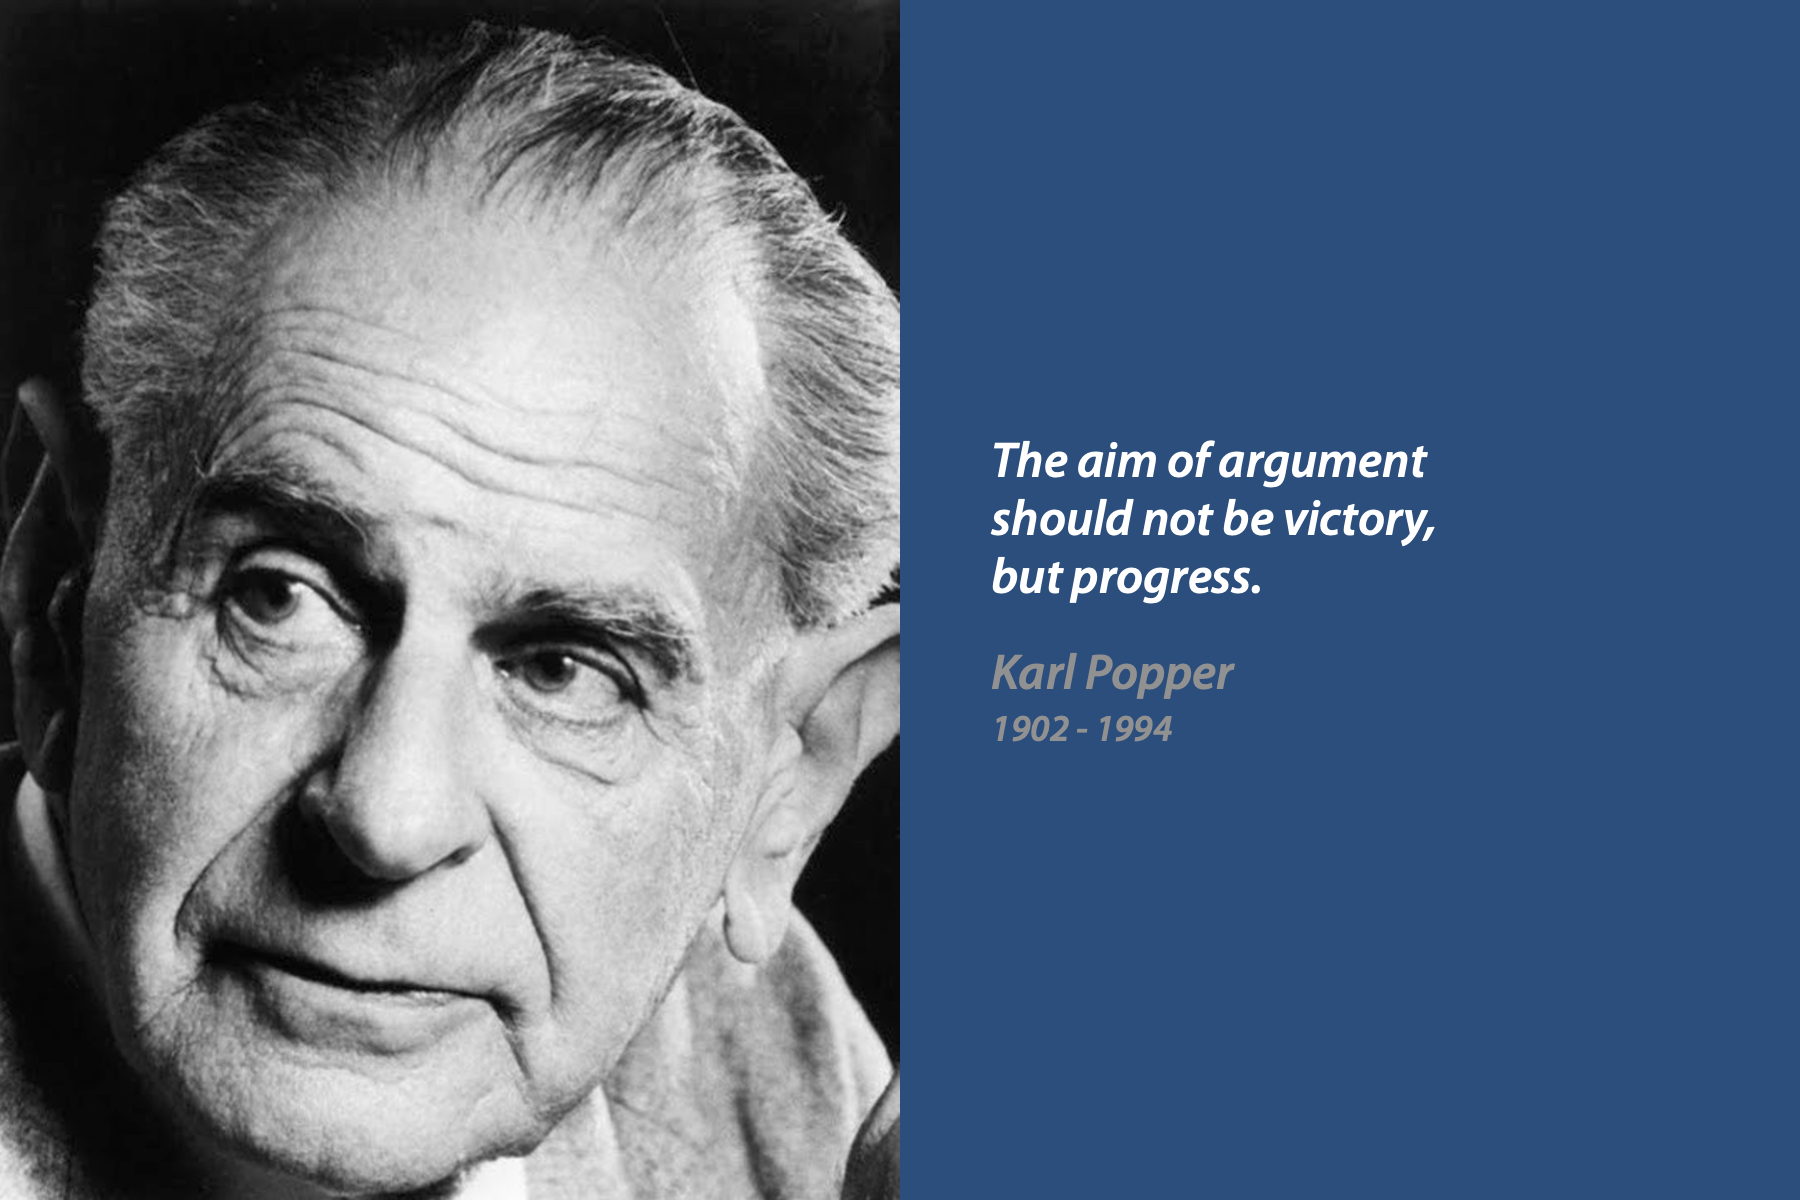 The aim of argument
should not be victory,
but progress.
Karl Popper
1902 - 1994